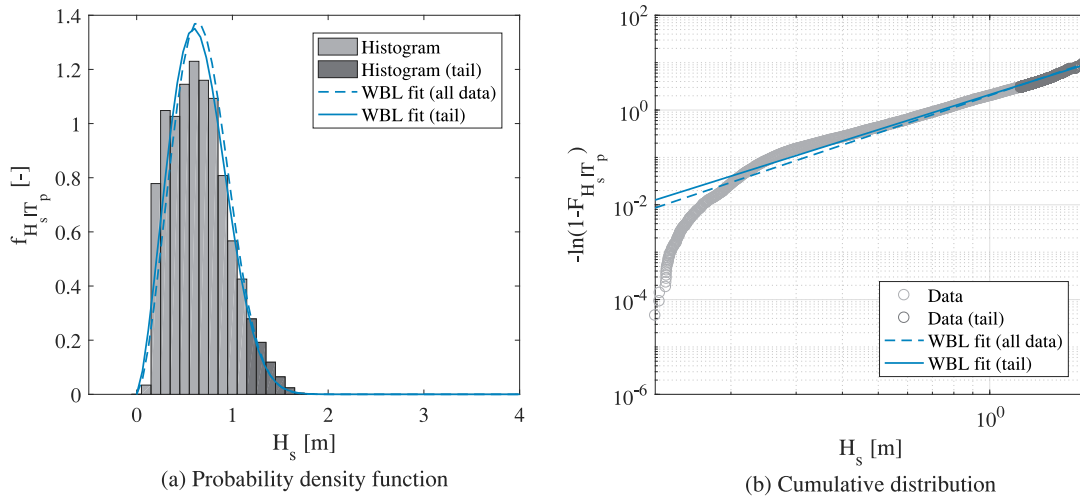 1.4
1.2
1
0.8
0.6
0.4
0.2
0
f_{H_s|T_p} [-]
Histogram
Histogram (tail)
WBL fit (all data)
WBL fit (tail)
0
1
2
3
4
H_s [m]
(a) Probability density function
10^2
10^0
10^{-2}
10^{-4}
10^{-6}
-ln(1-F_{H_s|T_p})
Data
Data (tail)
WBL fit (all data)
WBL fit (tail)
10^0
H_s [m]
(b) Cumulative distribution